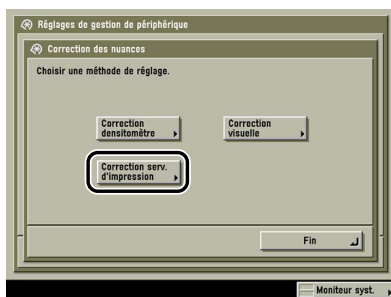 Réglages de gestion de périphérique
Correction des nuances
Choisir une méthode de réglage.
Correction
densitomètre
Correction
visuelle
Correction serv.
d'impression
Fin
Moniteur syst.